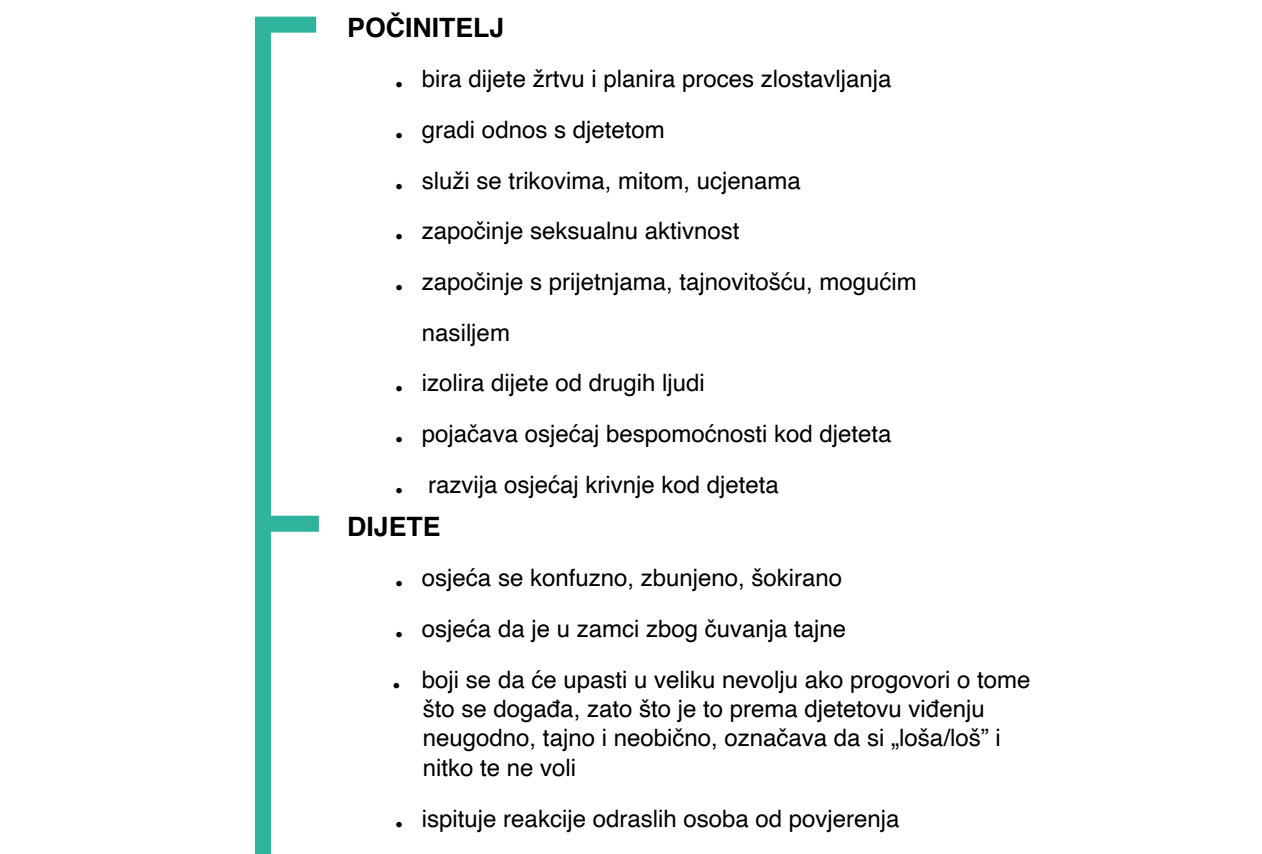 POČINITELJ
• bira dijete žrtvu i planira proces zlostavljanja
• gradi odnos s djetetom
• služi se trikovima, mitom, ucjenama
• započinje seksualnu aktivnost
• započinje s prijetnjama, tajnovitošću, mogućim
nasiljem
• izolira dijete od drugih ljudi
• pojačava osjećaj bespomoćnosti kod djeteta
• razvija osjećaj krivnje kod djeteta
DIJETE
• osjeća se konfuzno, zbunjeno, šokirano
• osjeća da je u zamci zbog čuvanja tajne
• boji se da će upasti u veliku nevolju ako progovori o tome
što se događa, zato što je to prema djetetovu viđenju
neugodno, tajno i neobično, označava da si „loša/loš” i
nitko te ne voli
• ispituje reakcije odraslih osoba od povjerenja